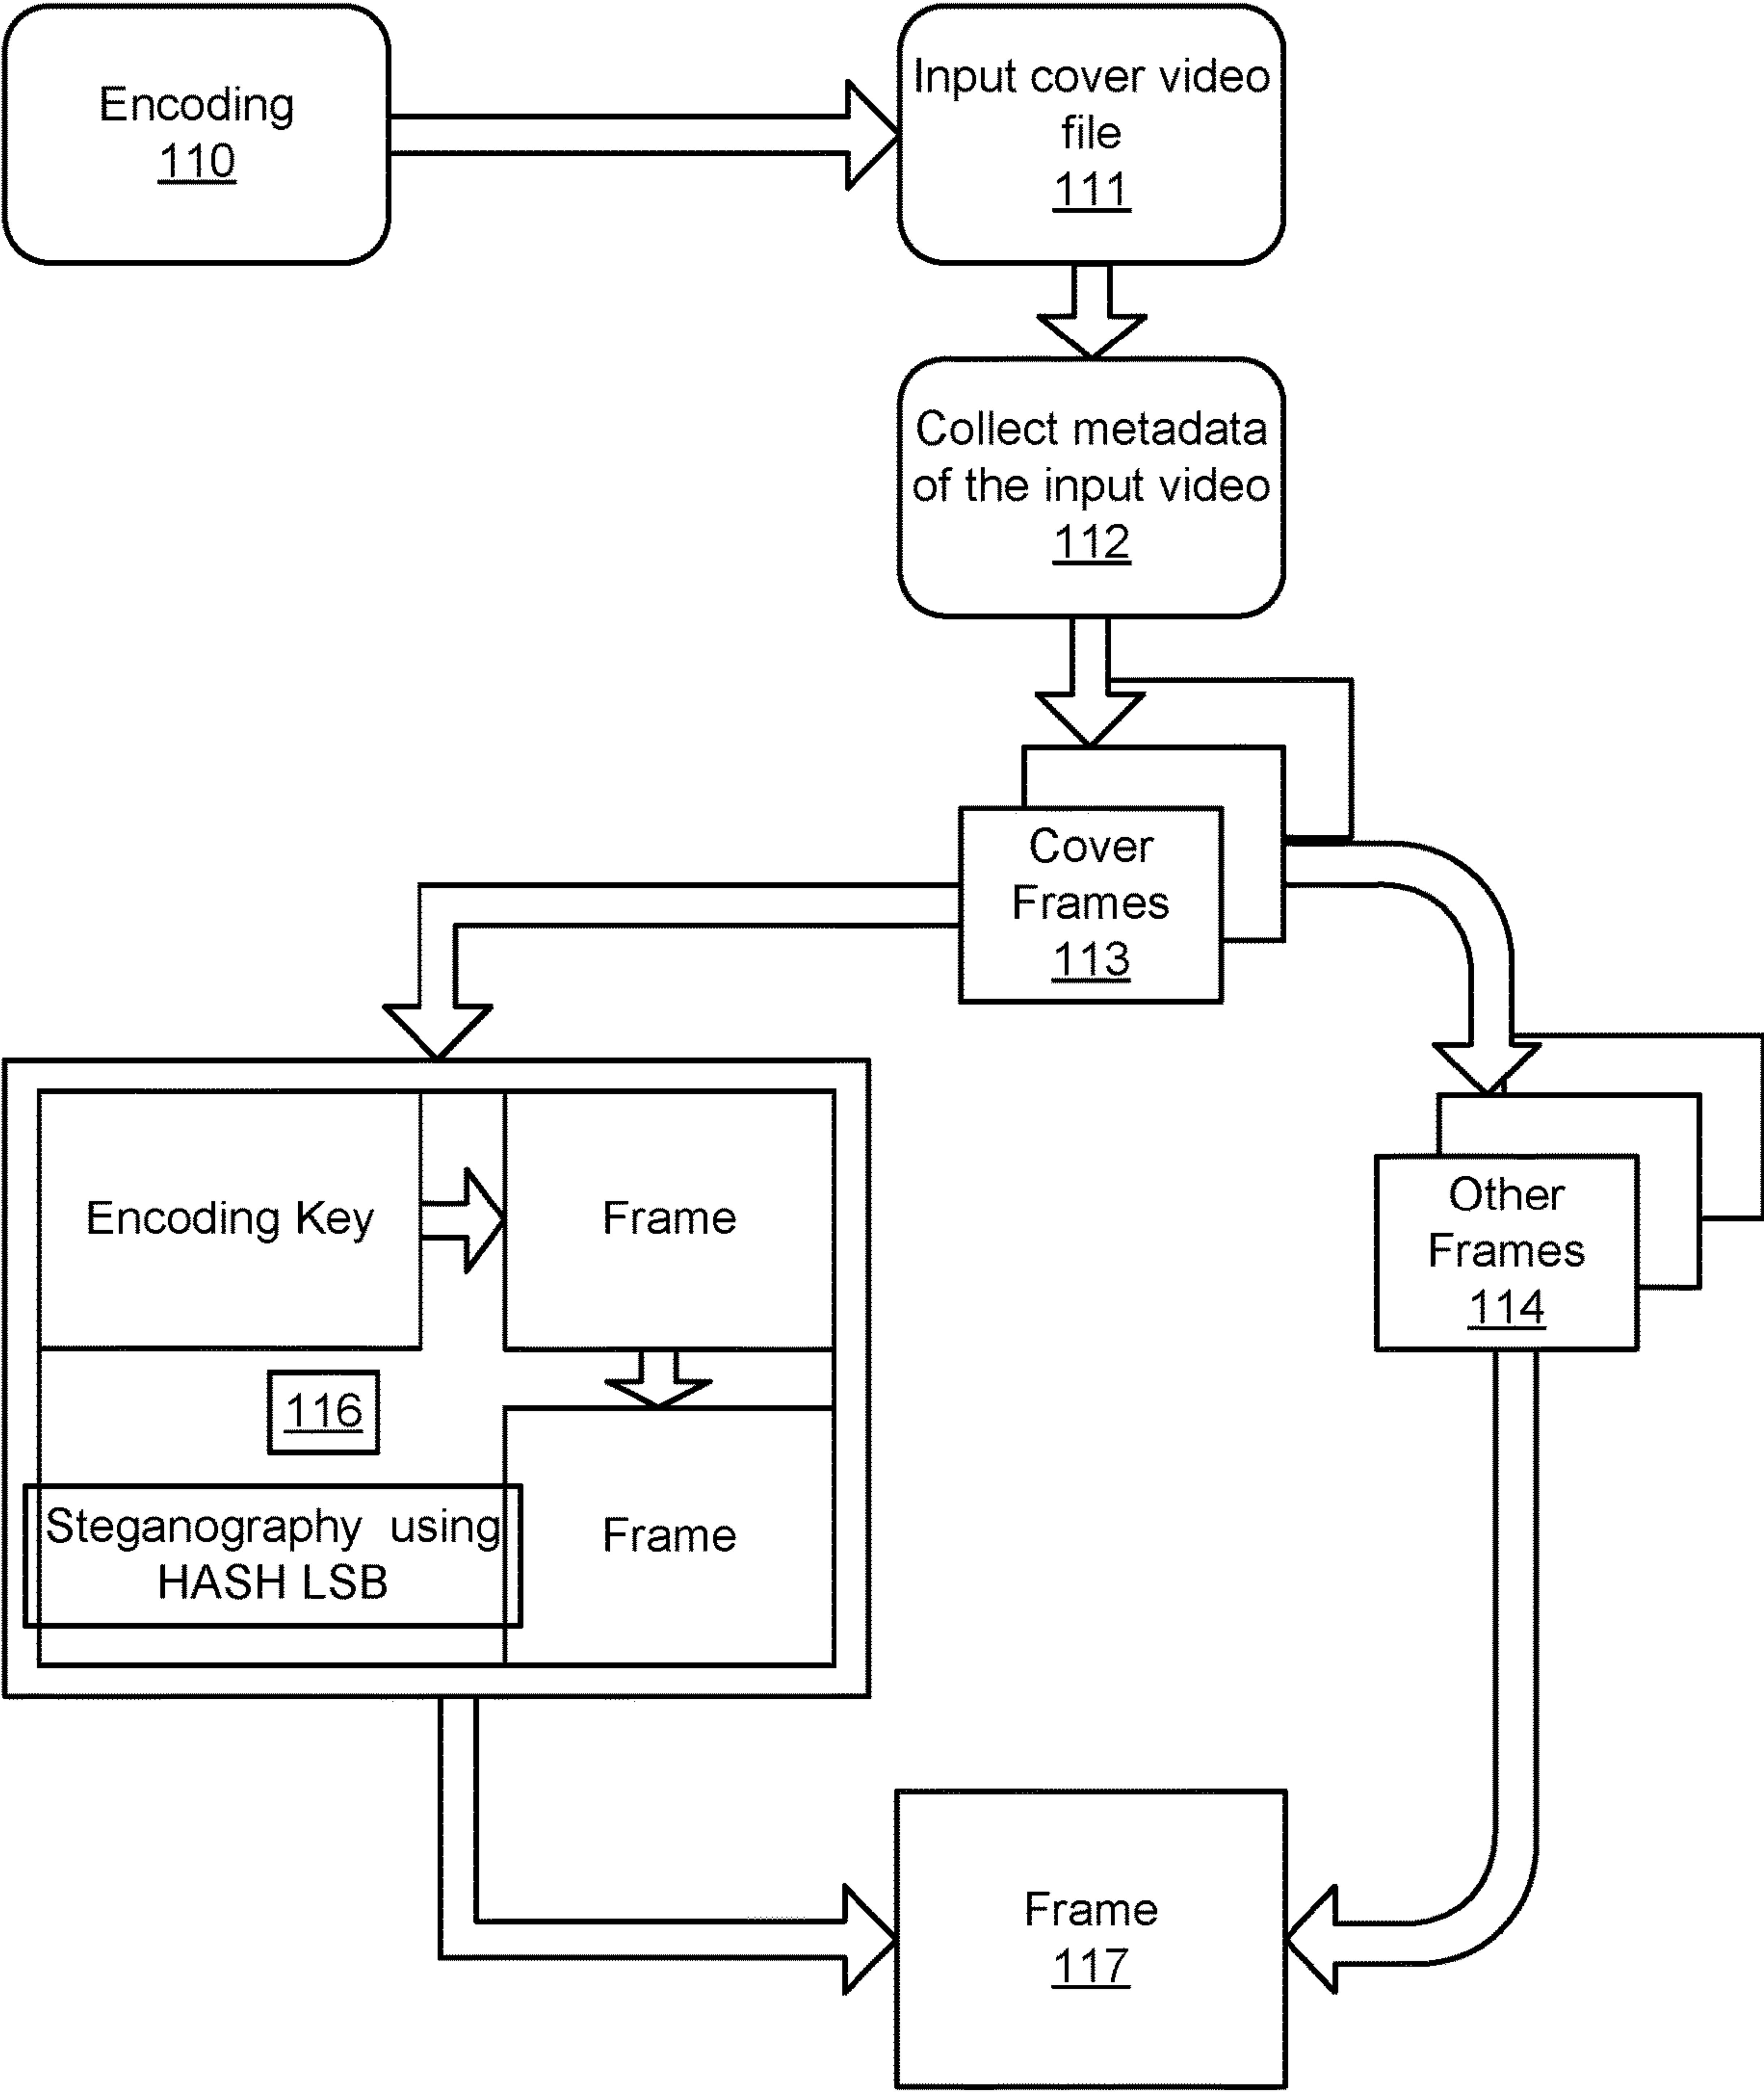 Encoding
110
Input cover video
file
111
Collect metadata
of the input video
112
Cover
Frames
113
Other
Frames
114
Encoding Key
Frame
116
Steganography using
HASH LSB
Frame
Frame
117